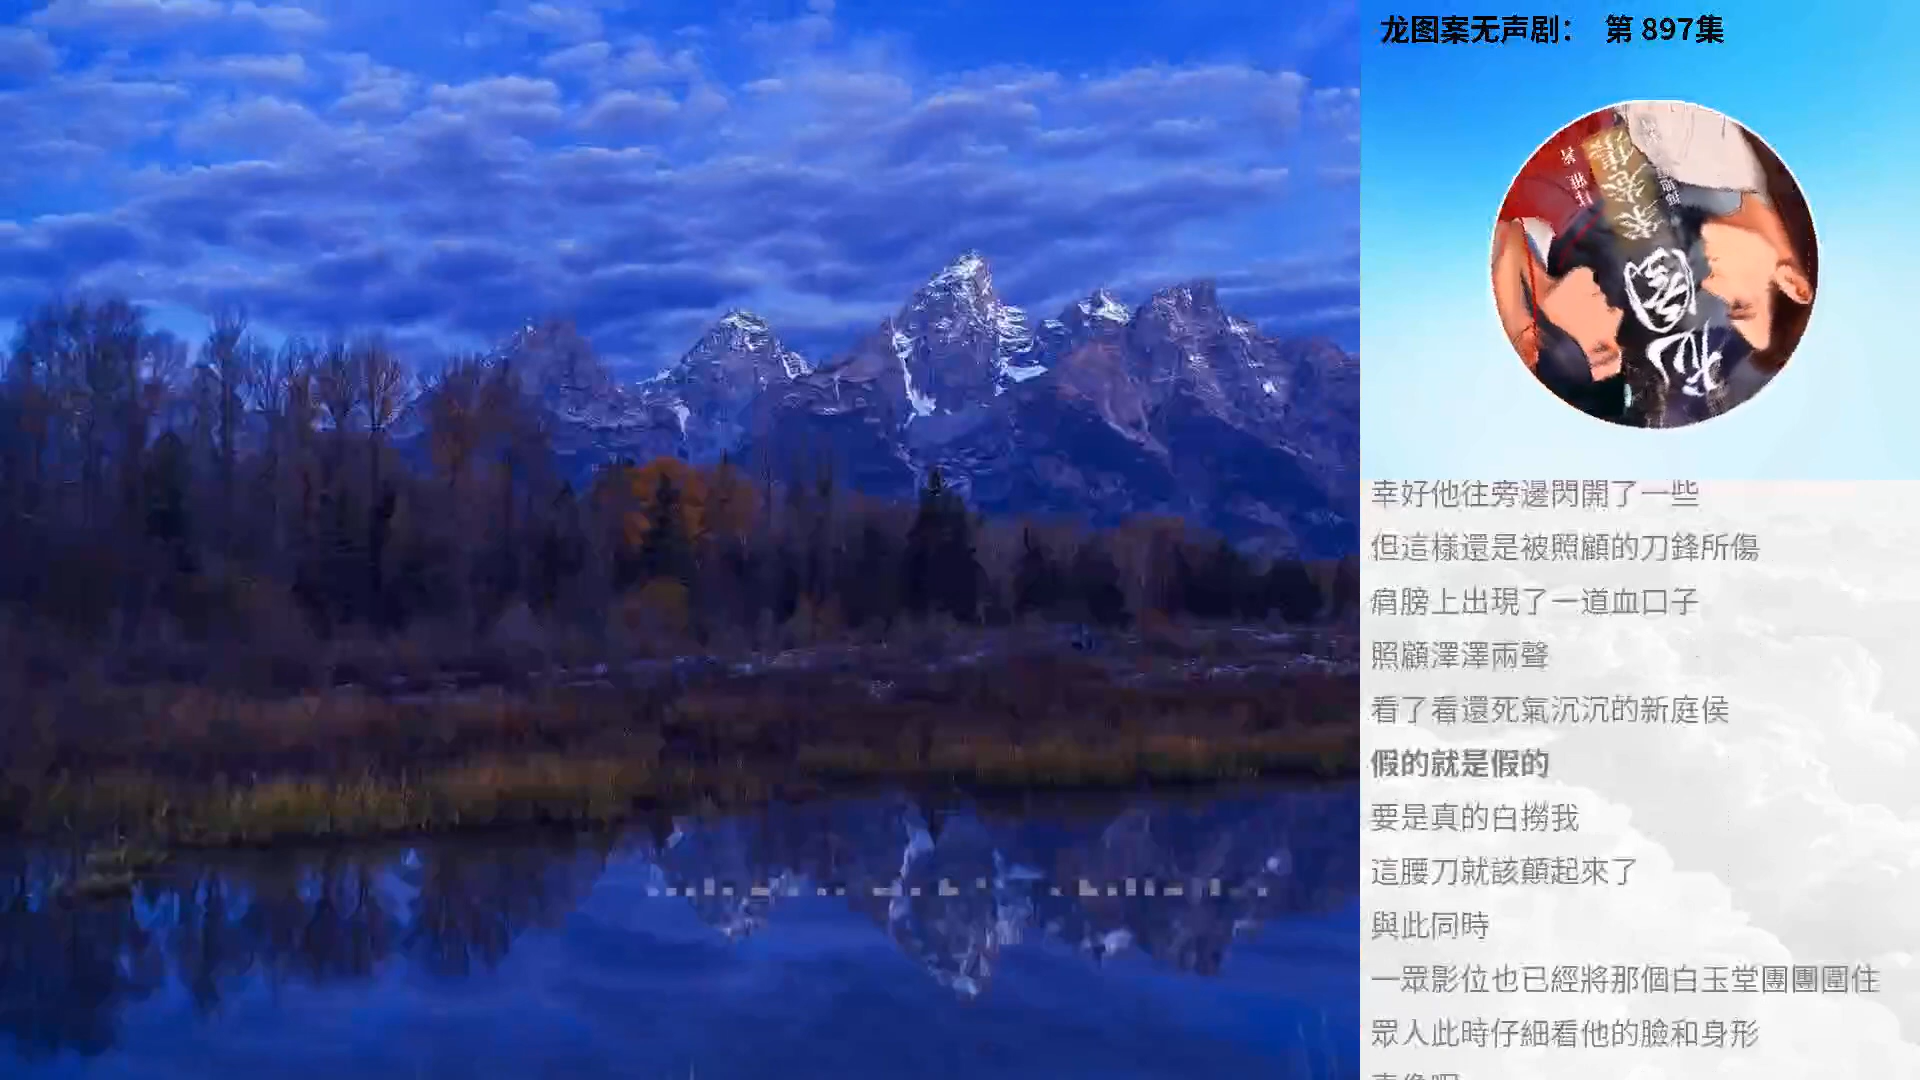 龙图案无声剧： 第 897集
龍圖案卷集
幸好他往旁邊閃開了一些
但這樣還是被照顧的刀鋒所傷
肩膀上出現了一道血口子
照顧澤澤兩聲
看了看還死氣沉沉的新庭侯
假的就是假的
要是真的白撈我
這腰刀就該顛起來了
與此同時
一眾影位也已經將那個白玉堂團團圍住
眾人此時仔細看他的臉和身形